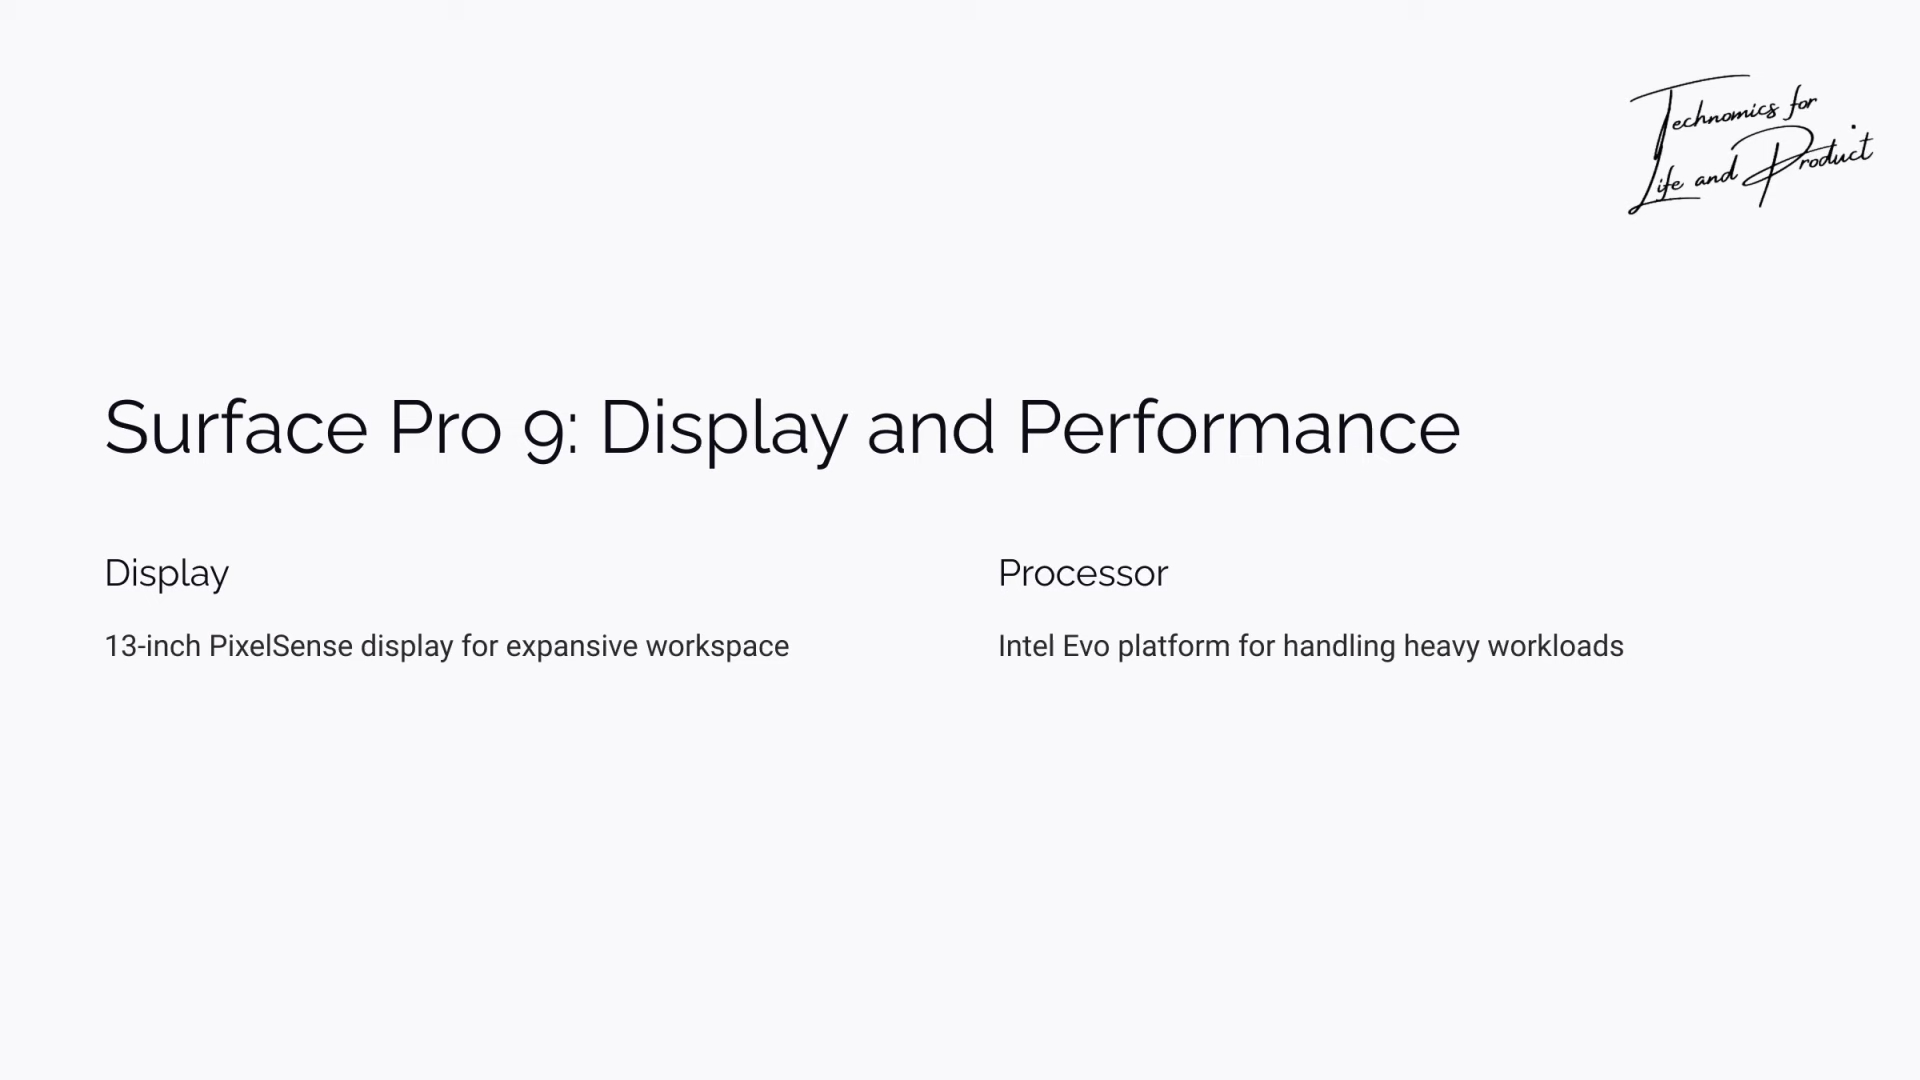 Technomics for
Life and Product
Surface Pro 9: Display and Performance
Display
13-inch PixelSense display for expansive workspace
Processor
Intel Evo platform for handling heavy workloads